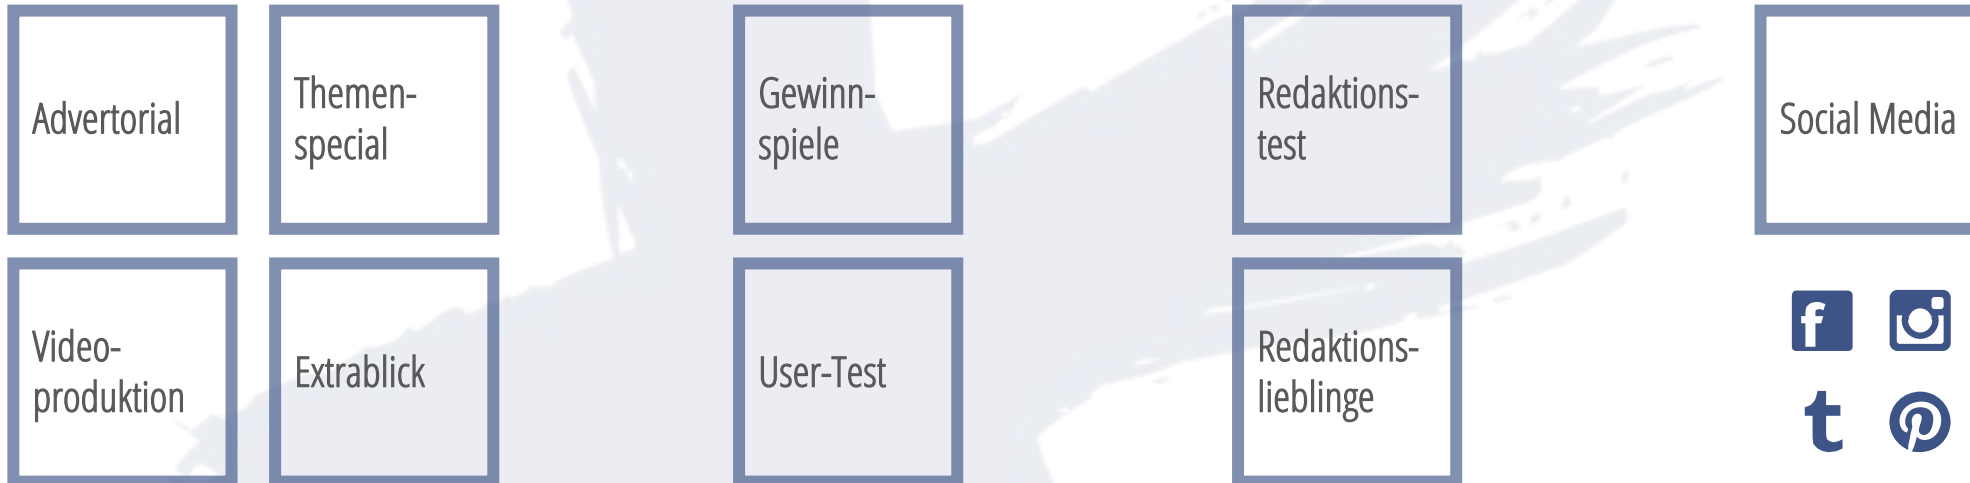 Advertorial
Themen-
special
Gewinn-
spiele
Redaktions-
test
Social Media
Video-
produktion
Extrablick
User-Test
Redaktions-
lieblinge